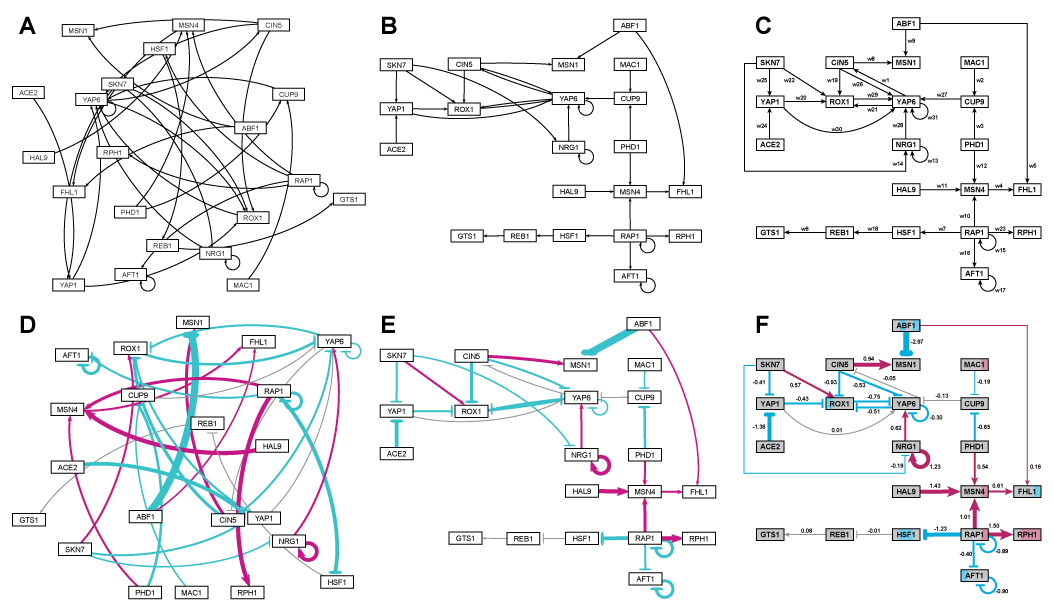 A
MSN1
MSN4
CIN5
HSF1
SKN7
ACE2
YAP6
CUP9
ABF1
HAL9
RPH1
FHL1
RAP1
GTS1
PHD1
ROX1
REB1
NRG1
AFT1
YAP1
MAC1
B
ABF1
SKN7
CIN5
MSN1
MAC1
YAP1
ROX1
YAP6
CUP9
ACE2
NRG1
PHD1
HAL9
MSN4
FHL1
GTS1
REB1
HSF1
RAP1
RPH1
AFT1
C
ABF1
w9
SKN7
CIN5
w8
MSN1
MAC1
w25
w22
w19
w26
w1
w2
YAP1
w20
ROX1
w29
w21
YAP6
w27
CUP9
w31
w24
w30
w28
w3
ACE2
NRG1
PHD1
w14
w13
w12
w5
HAL9
w11
MSN4
w4
FHL1
w10
GTS1
w6
REB1
w18
HSF1
w7
RAP1
w23
RPH1
w16
w15
AFT1
w17
D
MSN1
AFT1
ROX1
FHL1
YAP6
CUP9
RAP1
MSN4
REB1
HAL9
ACE2
GTS1
ABF1
CIN5
YAP1
SKN7
NRG1
PHD1
MAC1
RPH1
HSF1
E
ABF1
SKN7
CIN5
MSN1
MAC1
YAP1
ROX1
YAP6
CUP9
ACE2
NRG1
PHD1
HAL9
MSN4
FHL1
GTS1
REB1
HSF1
RAP1
RPH1
AFT1
F
ABF1
-2.97
SKN7
CIN5
0.94
MSN1
MAC1
-0.41
0.57
-0.93
-0.53
-0.05
-0.19
YAP1
-0.43
ROX1
-0.75
-0.51
YAP6
-0.13
CUP9
-0.30
-1.36
0.01
0.62
-0.65
ACE2
NRG1
PHD1
-0.19
1.23
0.54
0.16
HAL9
1.43
MSN4
0.61
FHL1
1.01
GTS1
0.08
REB1
-0.01
HSF1
-1.23
RAP1
1.50
RPH1
-0.40
-0.89
AFT1
-0.90